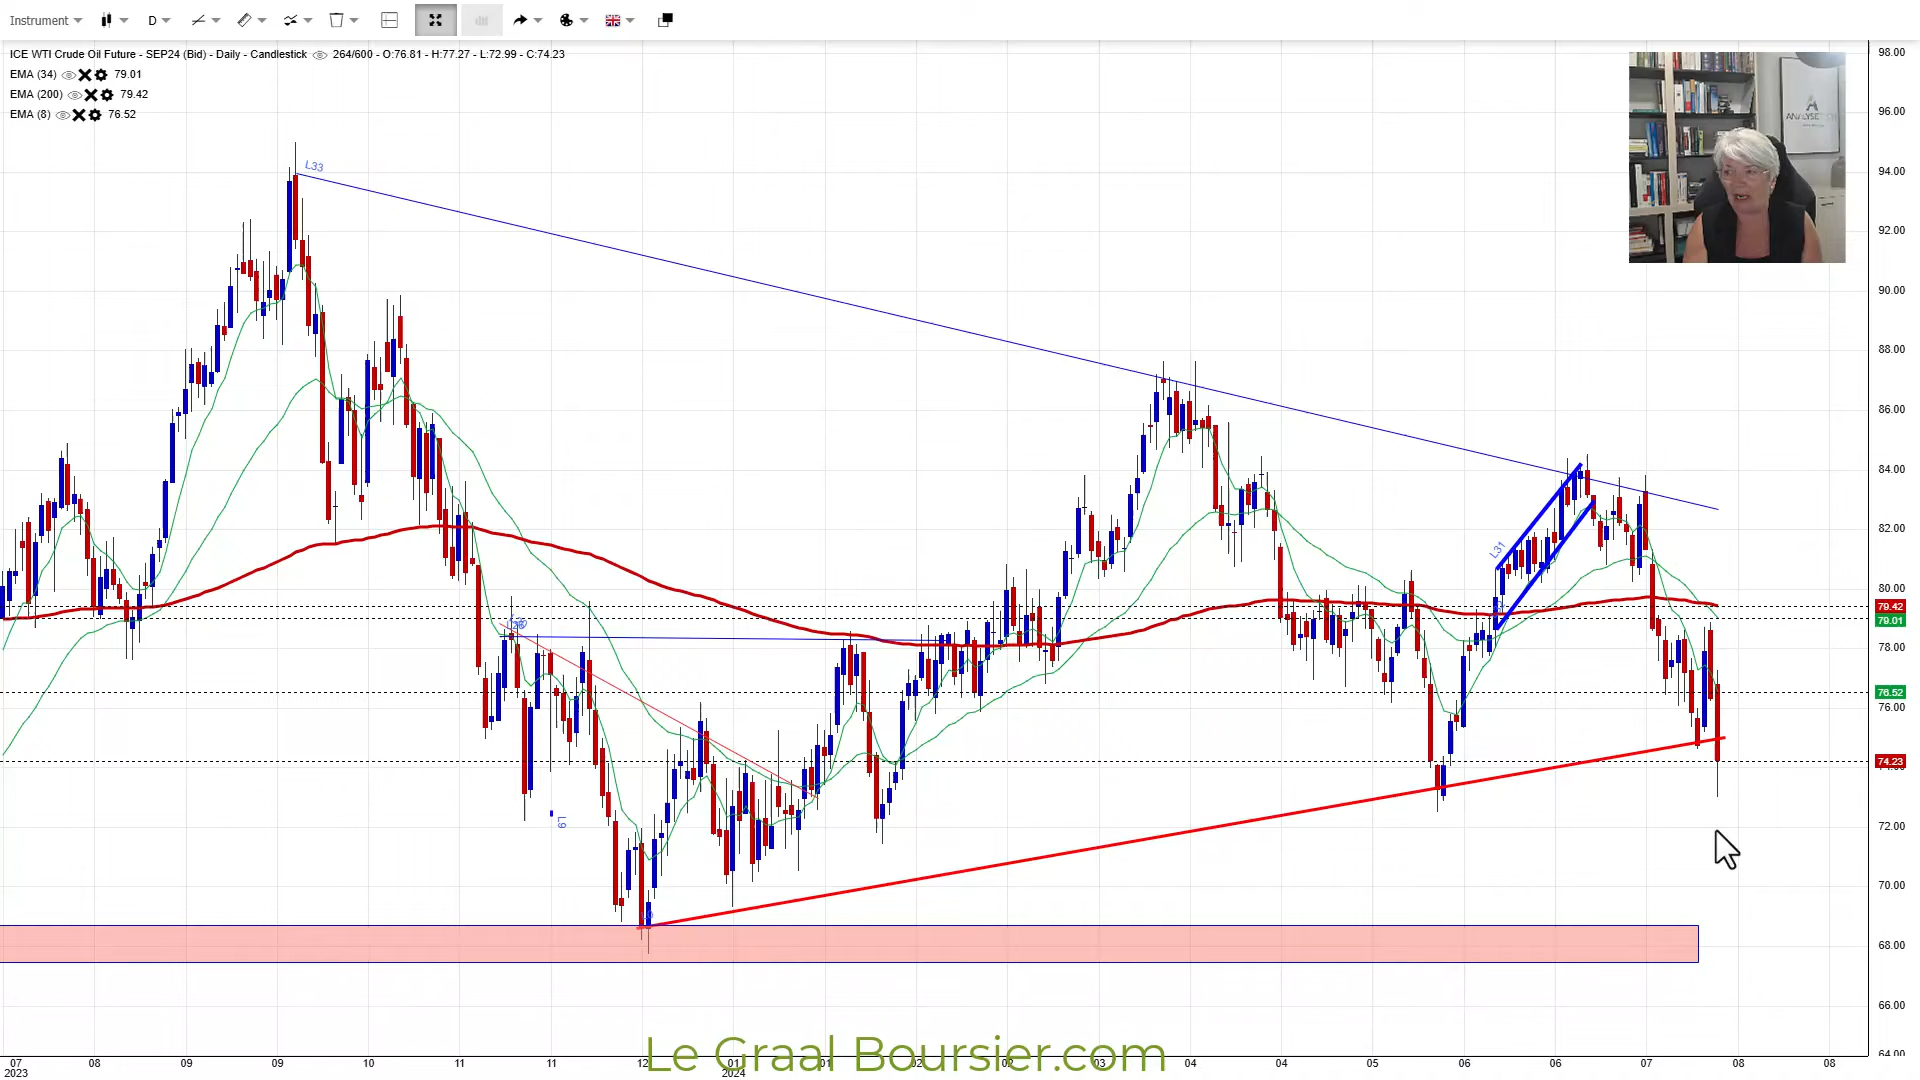 Instrument
D
ICE WTI Crude Oil Future - SEP24 (Bid) - Daily - Candlestick 264/600 - O:76.81 - H:77.27 - L:72.99 - C:74.23
EMA (34) 79.01
EMA (200) 79.42
EMA (8) 76.52
ANALYSE
L33
L31
L9
98.00
96.00
94.00
92.00
90.00
88.00
86.00
84.00
82.00
80.00
79.42
79.01
78.00
76.52
76.00
74.23
72.00
70.00
68.00
66.00
64.00
07 08 09 09 10 11 11 12 01 01 02 03 04 04 05 06 06 07 08 08
2023 2024
Le Graal Boursier.com